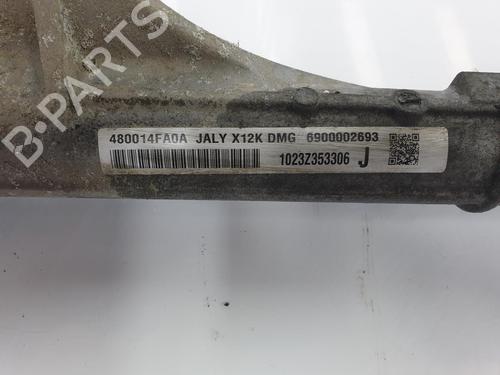 B-PARTS
480014FA0A JALY X12K DMG 6900002693
1023Z353306 J